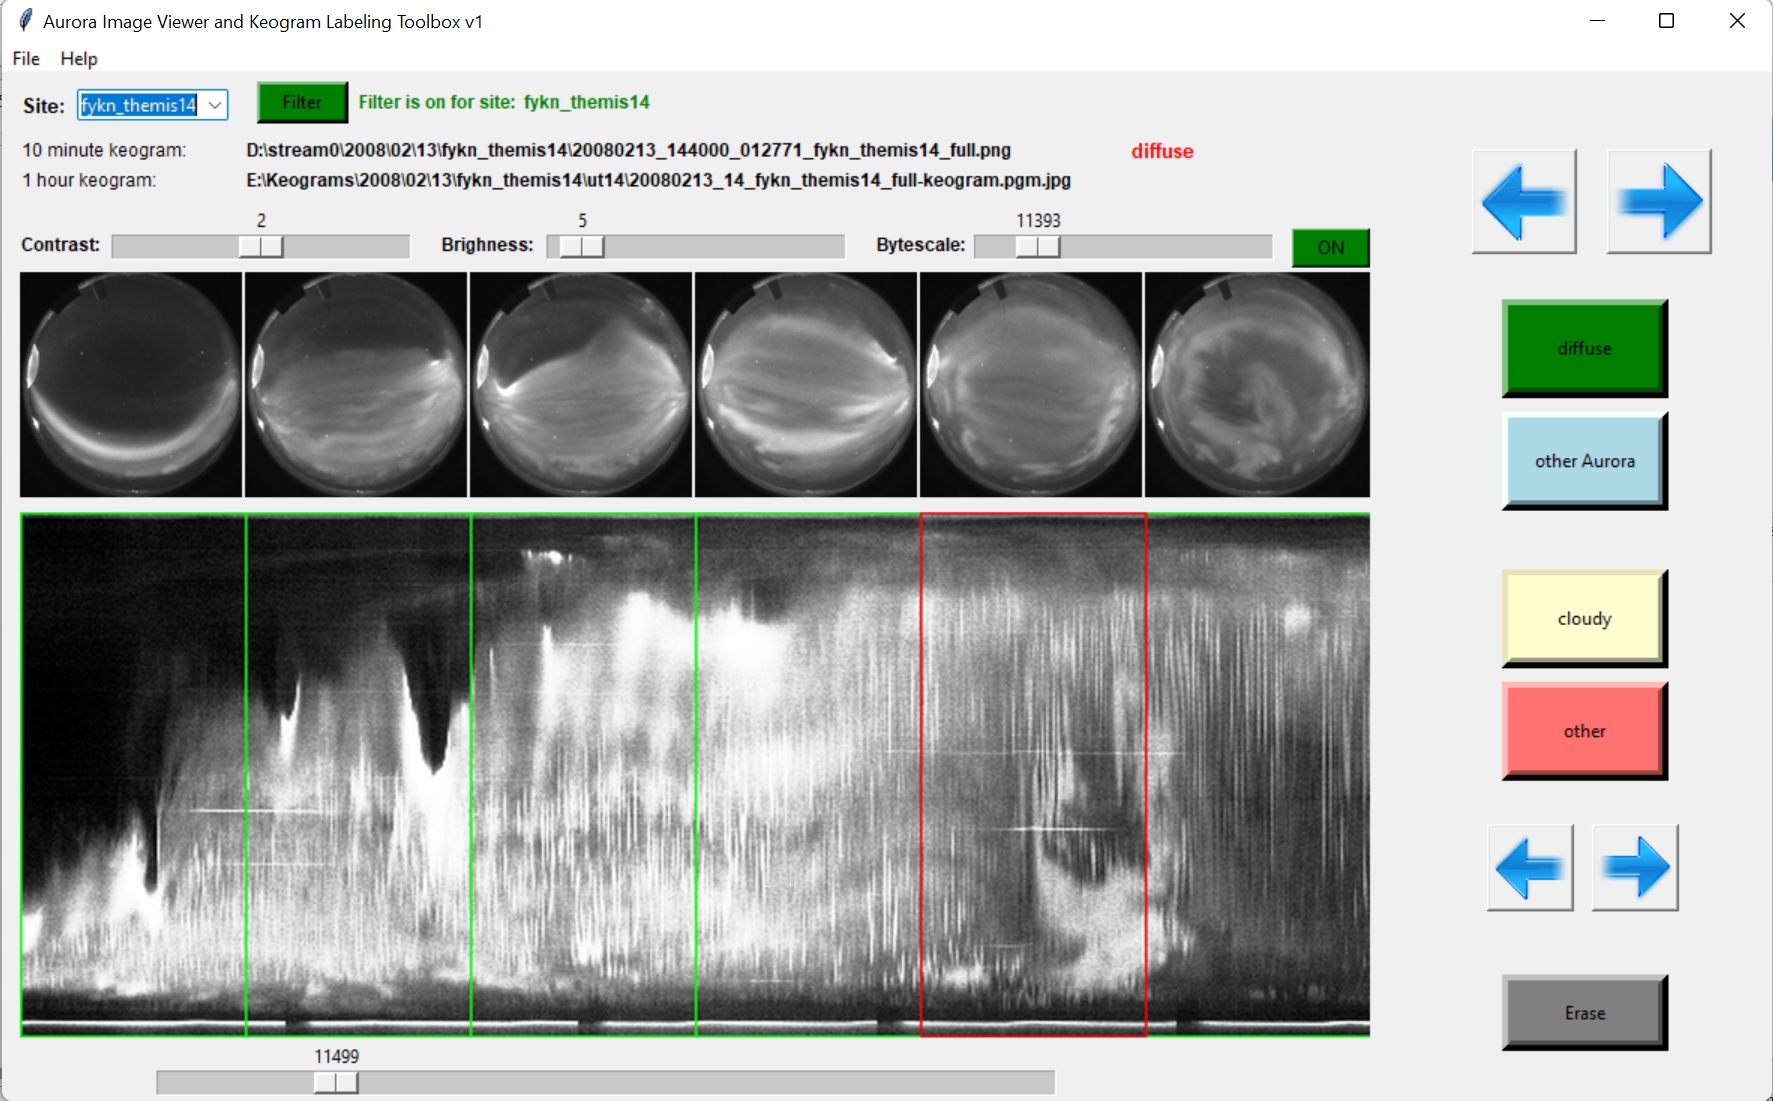 Aurora Image Viewer and Keogram Labeling Toolbox v1
File Help
Site: fykn_themis14 Filter Filter is on for site: fykn_themis14
10 minute keogram: D:\stream0\2008\02\13\fykn_themis14\20080213_144000_012771_fykn_themis14_full.png diffuse
1 hour keogram: E:\Keograms\2008\02\13\fykn_themis14\ut14\20080213_14_fykn_themis14_full-keogram.pgm.jpg
2 5 11393
Contrast: Brighness: Bytescale: ON
diffuse
other Aurora
cloudy
other
Erase
11499